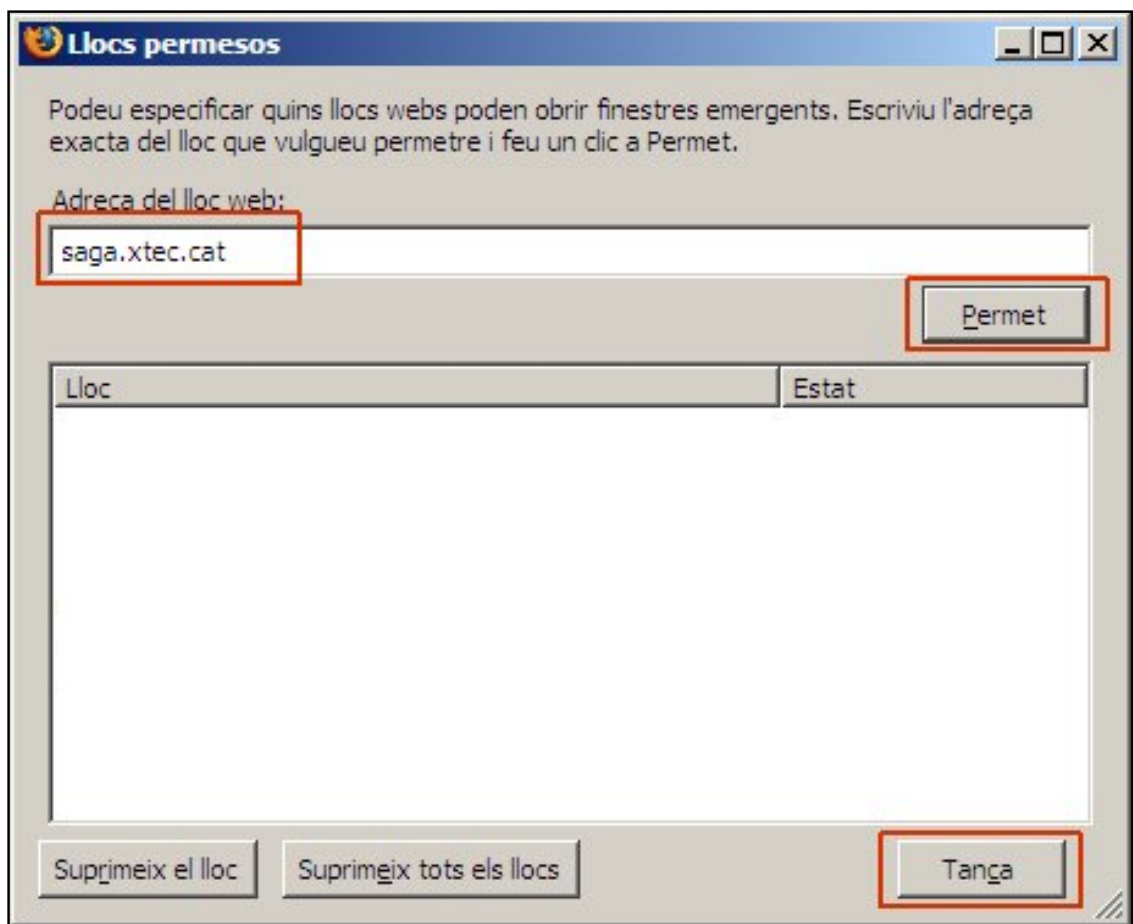 Llocs permesos
Podeu especificar quins llocs webs poden obrir finestres emergents. Escriviu l'adreça
exacta del lloc que vulgueu permetre i feu un clic a Permet.
Adreça del lloc web:
saga.xtec.cat
Permet
Lloc Estat
Suprimeix el lloc Suprimeix tots els llocs Tança